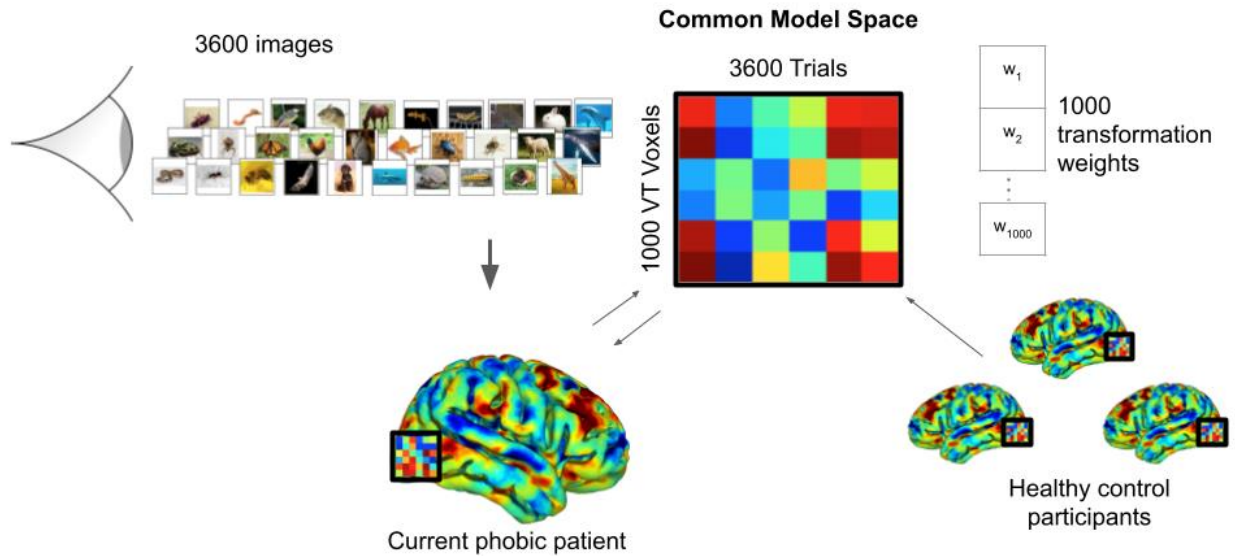 Common Model Space
3600 images
3600 Trials
1000 VT Voxels
w1
w2
w1000
1000
transformation
weights
Current phobic patient
Healthy control
participants